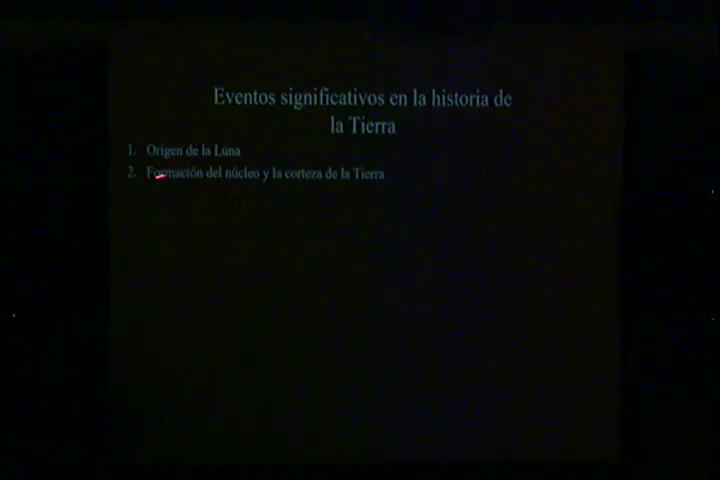 Eventos significativos en la historia de
la Tierra
1. Origen de la Luna
2. Formación del núcleo y la corteza de la Tierra